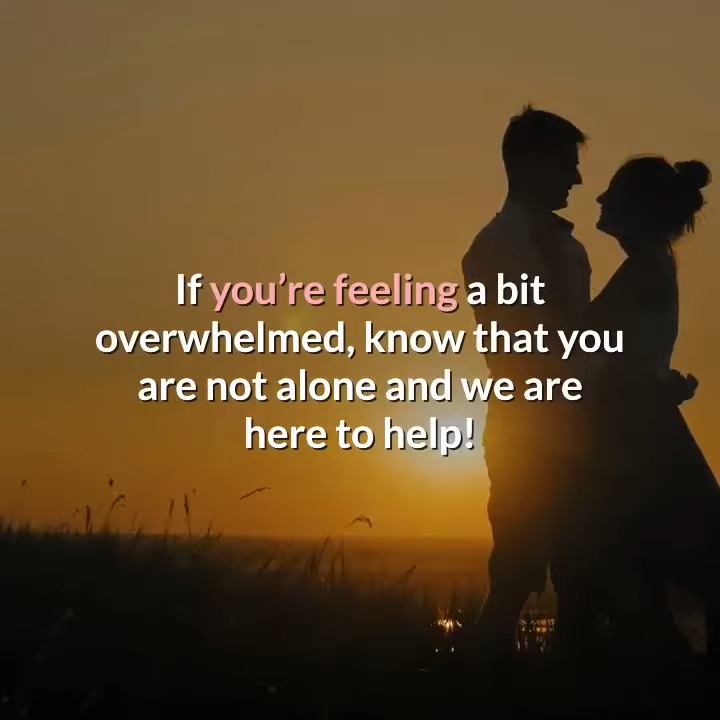 If you’re feeling a bit
overwhelmed, know that you
are not alone and we are
here to help!